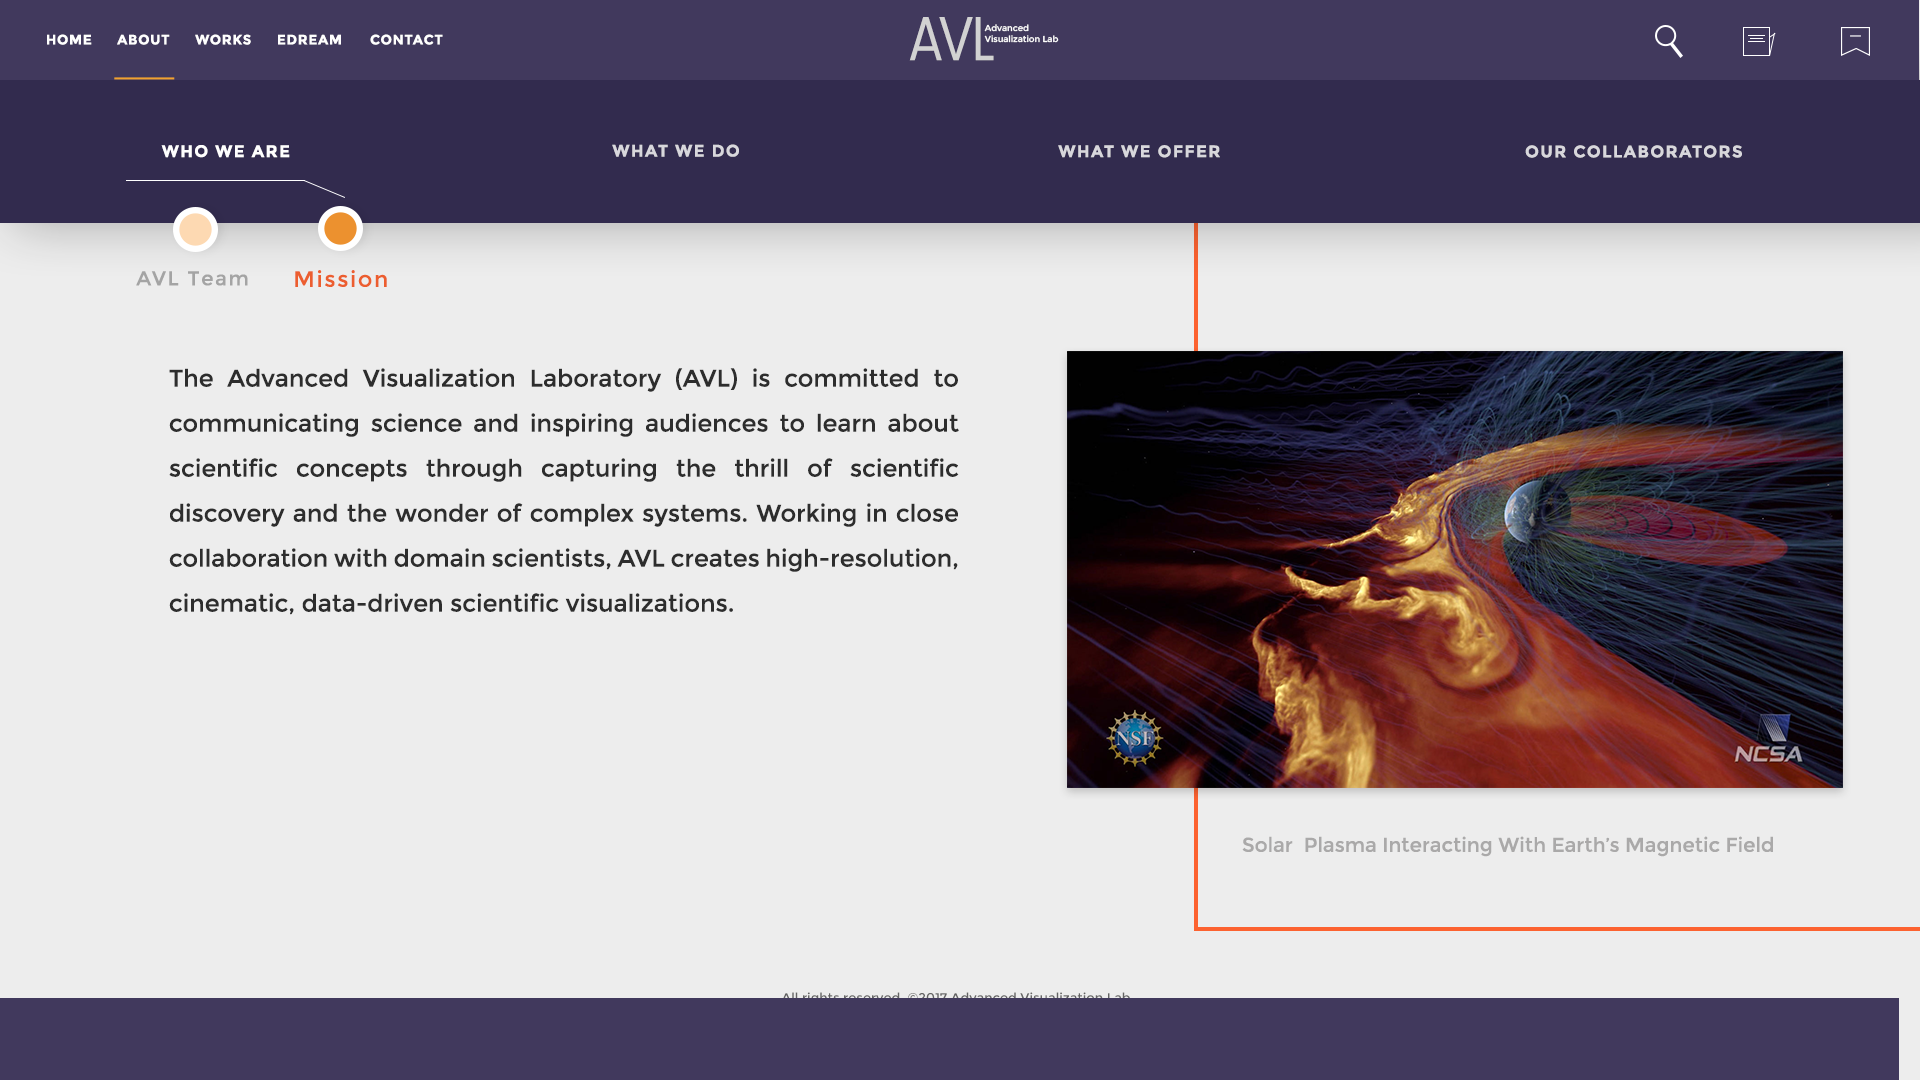 HOME ABOUT WORKS EDREAM CONTACT
AVL Advanced
Visualization Lab
WHO WE ARE WHAT WE DO WHAT WE OFFER OUR COLLABORATORS
AVL Team Mission
The Advanced Visualization Laboratory (AVL) is committed to
communicating science and inspiring audiences to learn about
scientific concepts through capturing the thrill of scientific
discovery and the wonder of complex systems. Working in close
collaboration with domain scientists, AVL creates high-resolution,
cinematic, data-driven scientific visualizations.
NSF
NCSA
Solar Plasma Interacting With Earth’s Magnetic Field
All rights reserved. ©2017 Advanced Visualization Lab